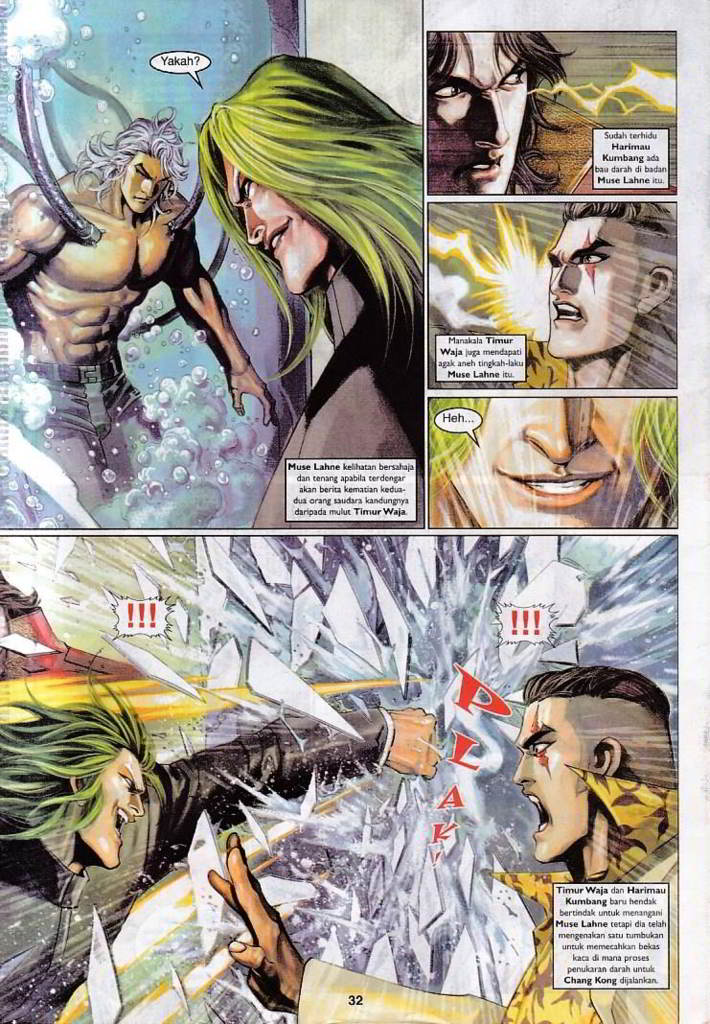 Yakah?
Muse Lahne kelihatan bersahaja
dan tenang apabila terdengar
akan berita kematian kedua-
dua orang saudara kandungnya
daripada mulut Timur Waja.
Sudah terhidu
Harimau
Kumbang ada
bau darah di badan
Muse Lahne itu.
Manakala Timur
Waja juga mendapati
agak aneh tingkah-laku
Muse Lahne itu.
Heh...
!!!
!!!
PLAK!
Timur Waja dan Harimau
Kumbang baru hendak
bertindak untuk menangani
Muse Lahne tetapi dia telah
mengenakan satu tumbukan
untuk memecahkan bekas
kaca di mana proses
penukaran darah untuk
Chang Kong dijalankan.
32